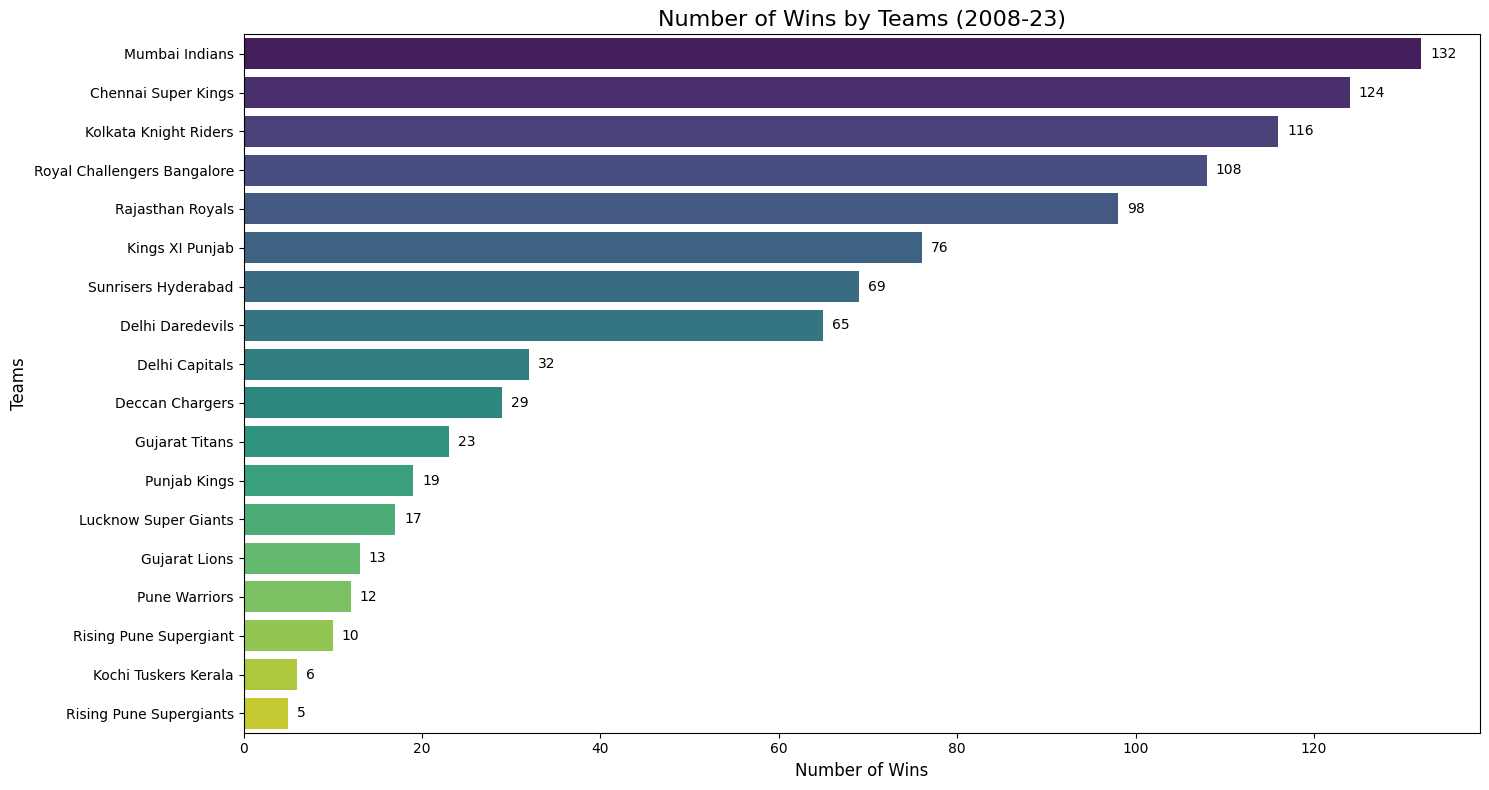 Number of Wins by Teams (2008-23)
Teams
Mumbai Indians 132
Chennai Super Kings 124
Kolkata Knight Riders 116
Royal Challengers Bangalore 108
Rajasthan Royals 98
Kings XI Punjab 76
Sunrisers Hyderabad 69
Delhi Daredevils 65
Delhi Capitals 32
Deccan Chargers 29
Gujarat Titans 23
Punjab Kings 19
Lucknow Super Giants 17
Gujarat Lions 13
Pune Warriors 12
Rising Pune Supergiant 10
Kochi Tuskers Kerala 6
Rising Pune Supergiants 5
0 20 40 60 80 100 120
Number of Wins